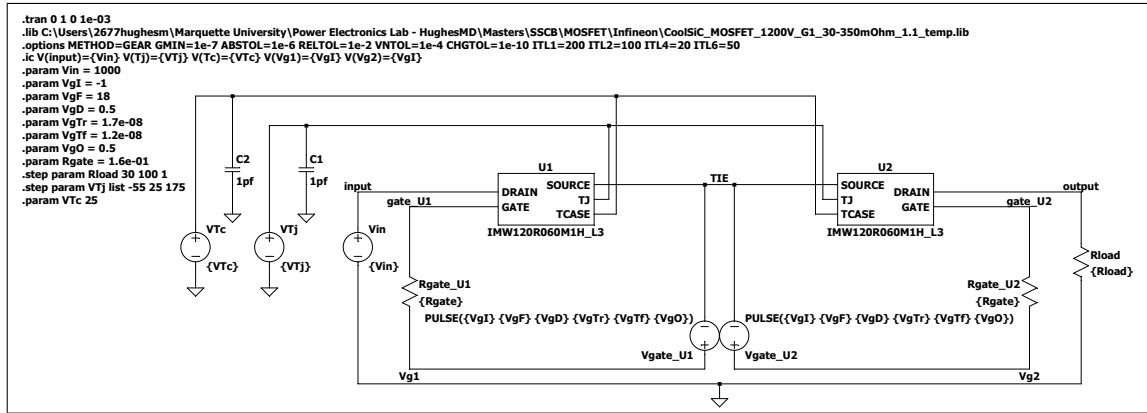 .tran 0 1 0 1e-03
.lib C:\Users\2677hughesm\Marquette University\Power Electronics Lab - HughesMD\Masters\SSCB\MOSFET\Infineon\CoolSiC_MOSFET_1200V_G1_30-350mOhm_1.1_temp.lib
.options METHOD=GEAR GMIN=1e-7 ABSTOL=1e-6 RELTOL=1e-2 VNTOL=1e-4 CHGTOL=1e-10 ITL1=200 ITL2=100 ITL4=20 ITL6=50
.ic V(input)={Vin} V(Tj)={VTj} V(Tc)={VTc} V(Vg1)={VgI} V(Vg2)={VgI}
.param Vin = 1000
.param VgI = -1
.param VgF = 18
.param VgD = 0.5
.param VgTr = 1.7e-08
.param VgTf = 1.2e-08
.param VgO = 0.5
.param Rgate = 1.6e-01
.step param Rload 30 100 1
.step param VTj list -55 25 175
.param VTc 25
C2
1pf
C1
1pf
VTc
{VTc}
VTj
{VTj}
input
gate_U1
Vin
{Vin}
U1
DRAIN
GATE
SOURCE
TJ
TCASE
IMW120R060M1H_L3
TIE
U2
SOURCE
TJ
TCASE
DRAIN
GATE
IMW120R060M1H_L3
output
gate_U2
Rgate_U1
{Rgate}
Rgate_U2
{Rgate}
Rload
{Rload}
PULSE({VgI} {VgF} {VgD} {VgTr} {VgTf} {VgO})
PULSE({VgI} {VgF} {VgD} {VgTr} {VgTf} {VgO})
Vgate_U1
Vgate_U2
Vg1
Vg2